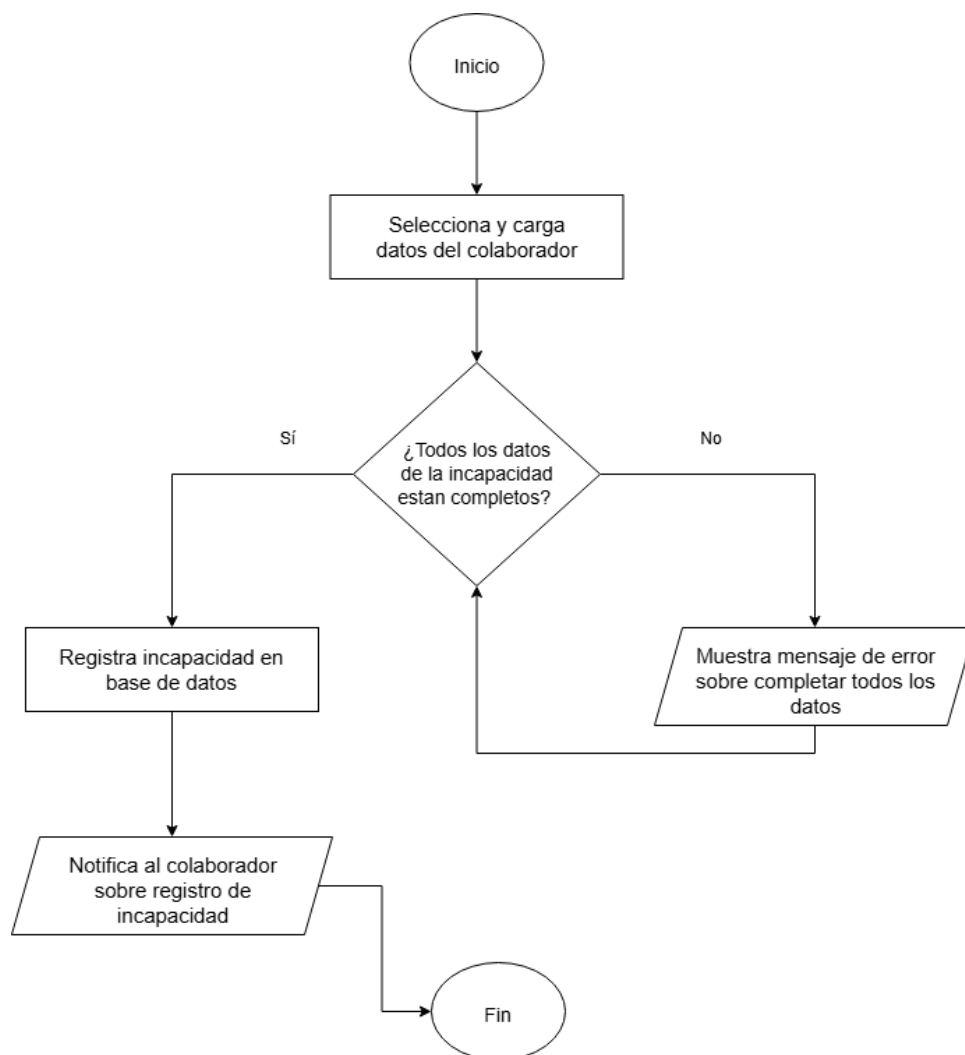 Inicio
Selecciona y carga
datos del colaborador
¿Todos los datos
de la incapacidad
estan completos?
Sí
No
Registra incapacidad en
base de datos
Muestra mensaje de error
sobre completar todos los
datos
Notifica al colaborador
sobre registro de
incapacidad
Fin